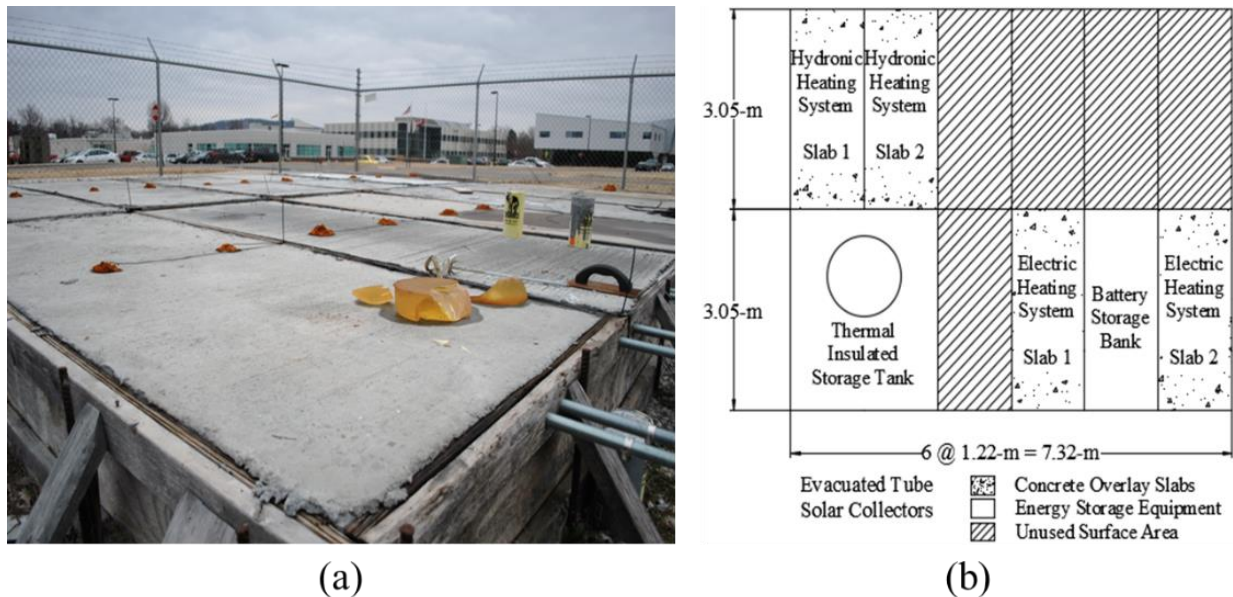 Hydronic
Heating
System
Slab 1
Hydronic
Heating
System
Slab 2
3.05-m
3.05-m
Thermal
Insulated
Storage Tank
Electric
Heating
System
Slab 1
Battery
Storage
Bank
Electric
Heating
System
Slab 2
6 @ 1.22-m = 7.32-m
Evacuated Tube
Solar Collectors
Concrete Overlay Slabs
Energy Storage Equipment
Unused Surface Area
(a)
(b)